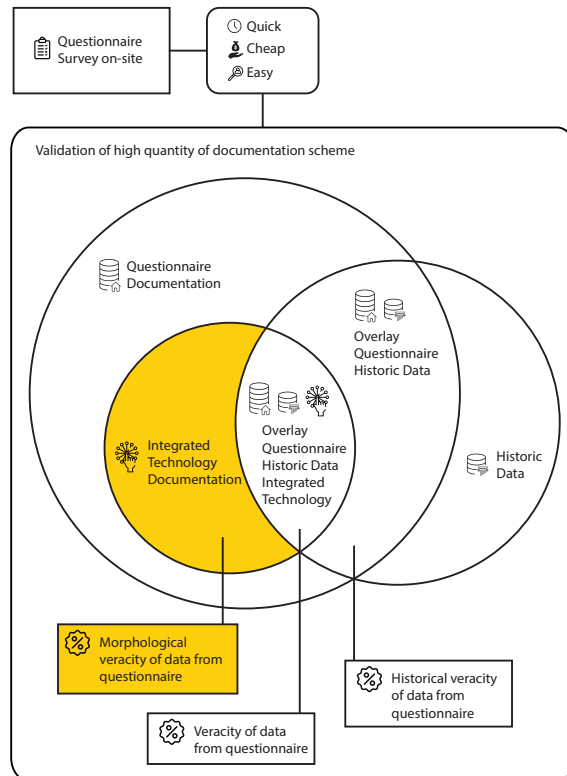 Questionnaire
Survey on-site
Quick
Cheap
Easy
Validation of high quantity of documentation scheme
Questionnaire
Documentation
Overlay
Questionnaire
Historic Data
Integrated
Technology
Documentation
Overlay
Questionnaire
Historic Data
Integrated
Technology
Historic
Data
Morphological
veracity of data from
questionnaire
Historical veracity
of data from
questionnaire
Veracity of data
from questionnaire